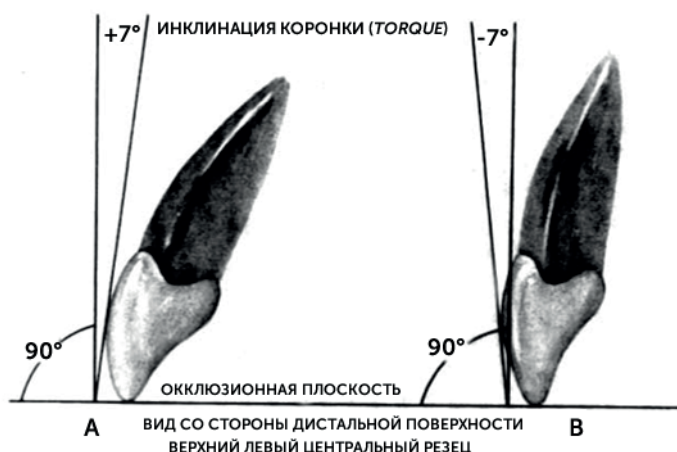 +7° ИНКЛИНАЦИЯ КОРОНКИ (TORQUE) -7°
90° 90°
ОККЛЮЗИОННАЯ ПЛОСКОСТЬ
A ВИД СО СТОРОНЫ ДИСТАЛЬНОЙ ПОВЕРХНОСТИ B
ВЕРХНИЙ ЛЕВЫЙ ЦЕНТРАЛЬНЫЙ РЕЗЕЦ